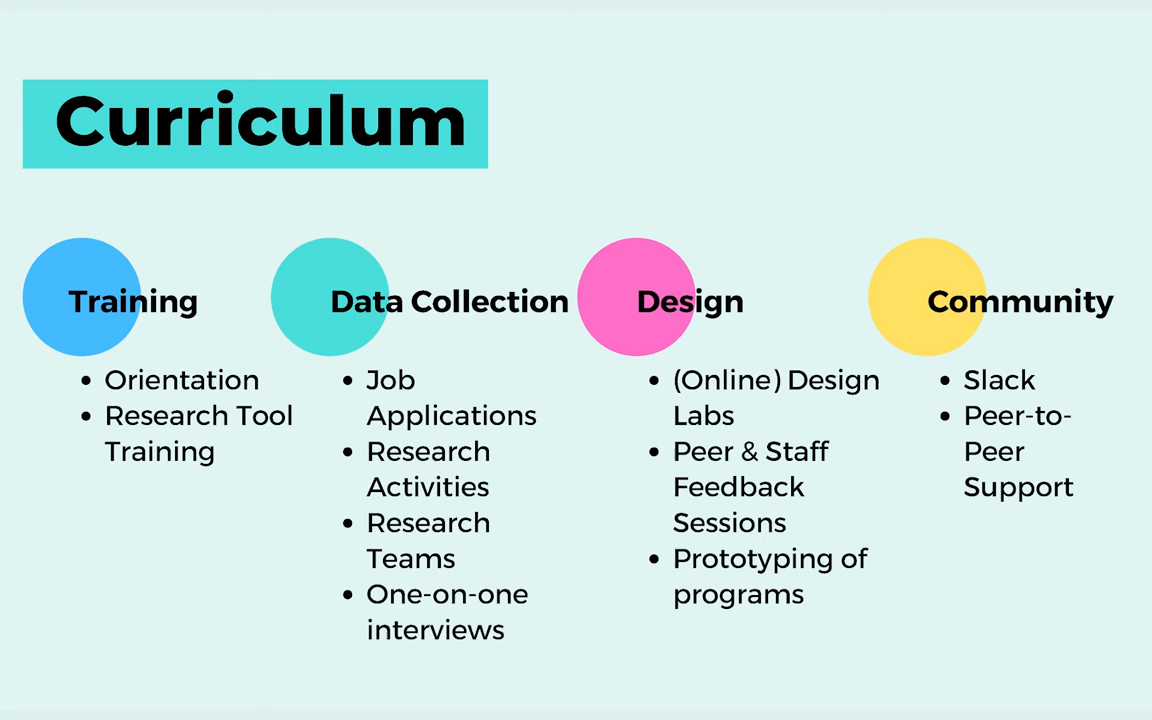 Curriculum
Training
Orientation
Research Tool
Training
Data Collection
Job
Applications
Research
Activities
Research
Teams
One-on-one
interviews
Design
(Online) Design
Labs
Peer & Staff
Feedback
Sessions
Prototyping of
programs
Community
Slack
Peer-to-
Peer
Support